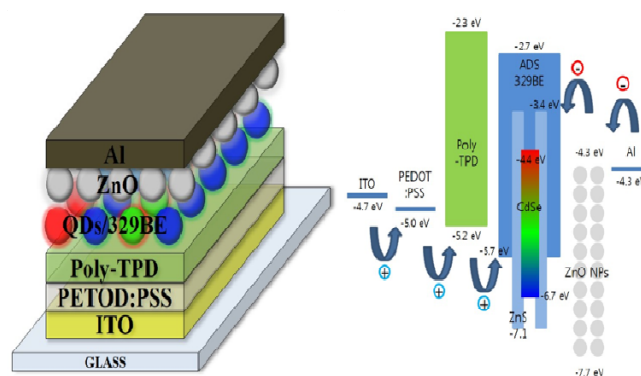 Al
ZnO
QDs/329BE
Poly-TPD
PETOD:PSS
ITO
GLASS
-2.3 eV
Poly
-TPD
-5.2 eV
-2.7 eV
ADS
329BE
-3.4 eV
-4.4 eV
CdSe
-5.7 eV
-6.7 eV
ZnS
-7.1
ITO
-4.7 eV
PEDOT
:PSS
-5.0 eV
+
+
+
-
-
-4.3 eV
ZnO NPs
-7.7 eV
Al
-4.3 eV